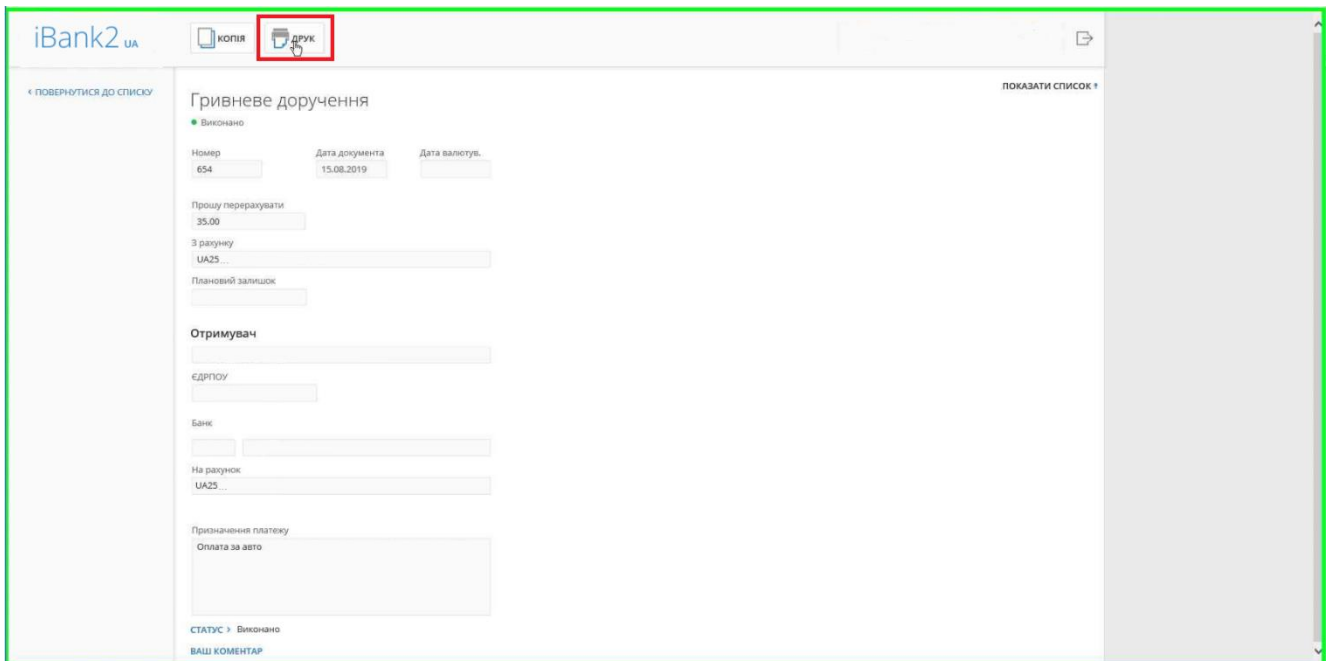 iBank2 UA
КОПІЯ
ДРУК
‹ ПОВЕРНУТИСЯ ДО СПИСКУ
ПОКАЗАТИ СПИСОК
Гривневе доручення
Виконано
Номер Дата документа Дата валютув.
654 15.08.2019
Прошу перерахувати
35.00
З рахунку
UA25...
Плановий залишок
Отримувач
ЄДРПОУ
Банк
На рахунок
UA25...
Призначення платежу
Оплата за авто
СТАТУС › Виконано
ВАШ КОМЕНТАР